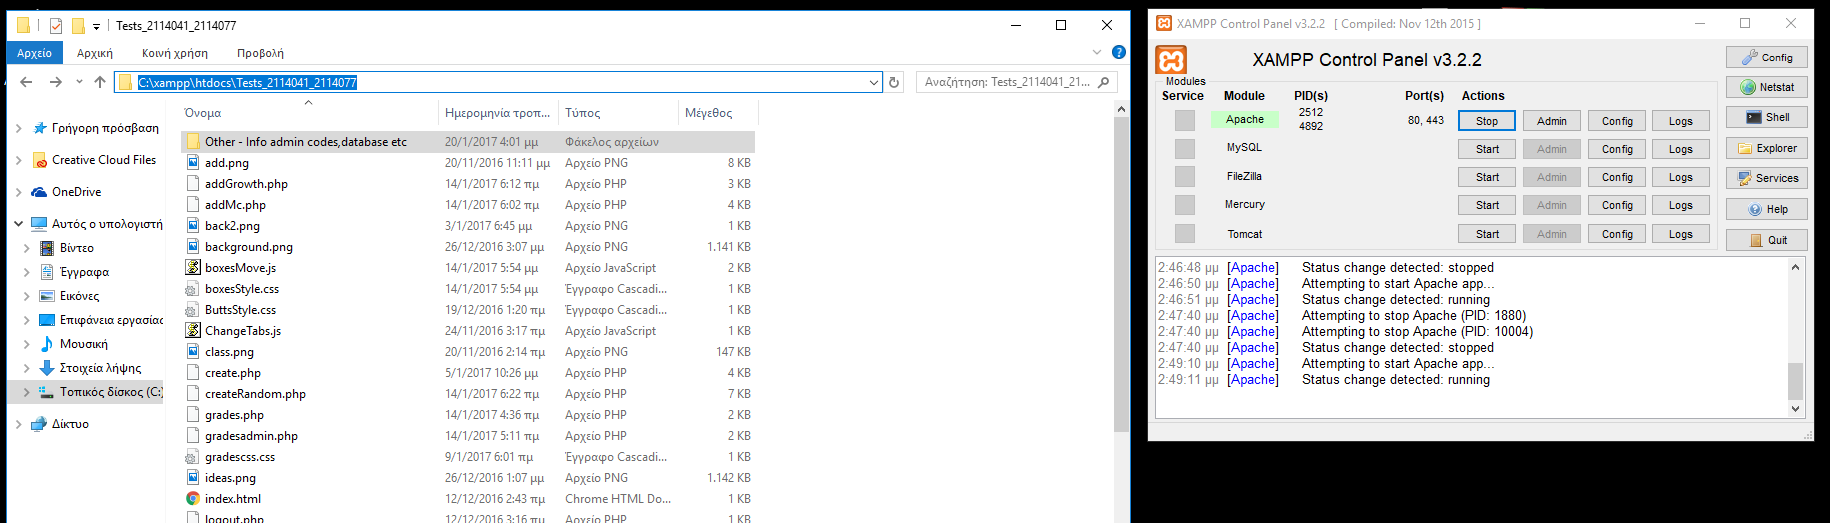 Tests_2114041_2114077
Αρχείο Αρχική Κοινή χρήση Προβολή
C:\xampp\htdocs\Tests_2114041_2114077 Αναζήτηση: Tests_2114041_21...
Όνομα Ημερομηνία τροπ... Τύπος Μέγεθος
Γρήγορη πρόσβαση
Creative Cloud Files
OneDrive
Αυτός ο υπολογιστή
Βίντεο
Έγγραφα
Εικόνες
Επιφάνεια εργασίας
Μουσική
Στοιχεία λήψης
Τοπικός δίσκος (C:
Δίκτυο
Other - Info admin codes,database etc 20/1/2017 4:01 μμ Φάκελος αρχείων
add.png 20/11/2016 11:11 μμ Αρχείο PNG 8 KB
addGrowth.php 14/1/2017 6:12 πμ Αρχείο PHP 3 KB
addMc.php 14/1/2017 6:02 πμ Αρχείο PHP 4 KB
back2.png 3/1/2017 6:45 μμ Αρχείο PNG 1 KB
background.png 26/12/2016 3:07 μμ Αρχείο PNG 1.141 KB
boxesMove.js 14/1/2017 5:54 μμ Αρχείο JavaScript 2 KB
boxesStyle.css 14/1/2017 5:54 μμ Έγγραφο Cascadi... 1 KB
ButtsStyle.css 19/12/2016 1:20 πμ Έγγραφο Cascadi... 1 KB
ChangeTabs.js 24/11/2016 3:17 πμ Αρχείο JavaScript 1 KB
class.png 20/11/2016 2:14 πμ Αρχείο PNG 147 KB
create.php 5/1/2017 10:26 μμ Αρχείο PHP 4 KB
createRandom.php 14/1/2017 6:22 πμ Αρχείο PHP 7 KB
grades.php 14/1/2017 4:36 πμ Αρχείο PHP 2 KB
gradesadmin.php 14/1/2017 5:11 πμ Αρχείο PHP 2 KB
gradescss.css 9/1/2017 6:01 πμ Έγγραφο Cascadi... 1 KB
ideas.png 26/12/2016 1:07 μμ Αρχείο PNG 1.142 KB
index.html 12/12/2016 2:43 πμ Chrome HTML Do... 1 KB
logout.php 12/12/2016 3:16 πμ Αρχείο PHP 1 KB
XAMPP Control Panel v3.2.2 [ Compiled: Nov 12th 2015 ]
XAMPP Control Panel v3.2.2
Modules
Service Module PID(s) Port(s) Actions
Apache 2512 4892 80, 443 Stop Admin Config Logs
MySQL Start Admin Config Logs
FileZilla Start Admin Config Logs
Mercury Start Admin Config Logs
Tomcat Start Admin Config Logs
Config
Netstat
Shell
Explorer
Services
Help
Quit
2:46:48 μμ [Apache] Status change detected: stopped
2:46:50 μμ [Apache] Attempting to start Apache app...
2:46:51 μμ [Apache] Status change detected: running
2:47:40 μμ [Apache] Attempting to stop Apache (PID: 1880)
2:47:40 μμ [Apache] Attempting to stop Apache (PID: 10004)
2:47:40 μμ [Apache] Status change detected: stopped
2:49:10 μμ [Apache] Attempting to start Apache app...
2:49:11 μμ [Apache] Status change detected: running